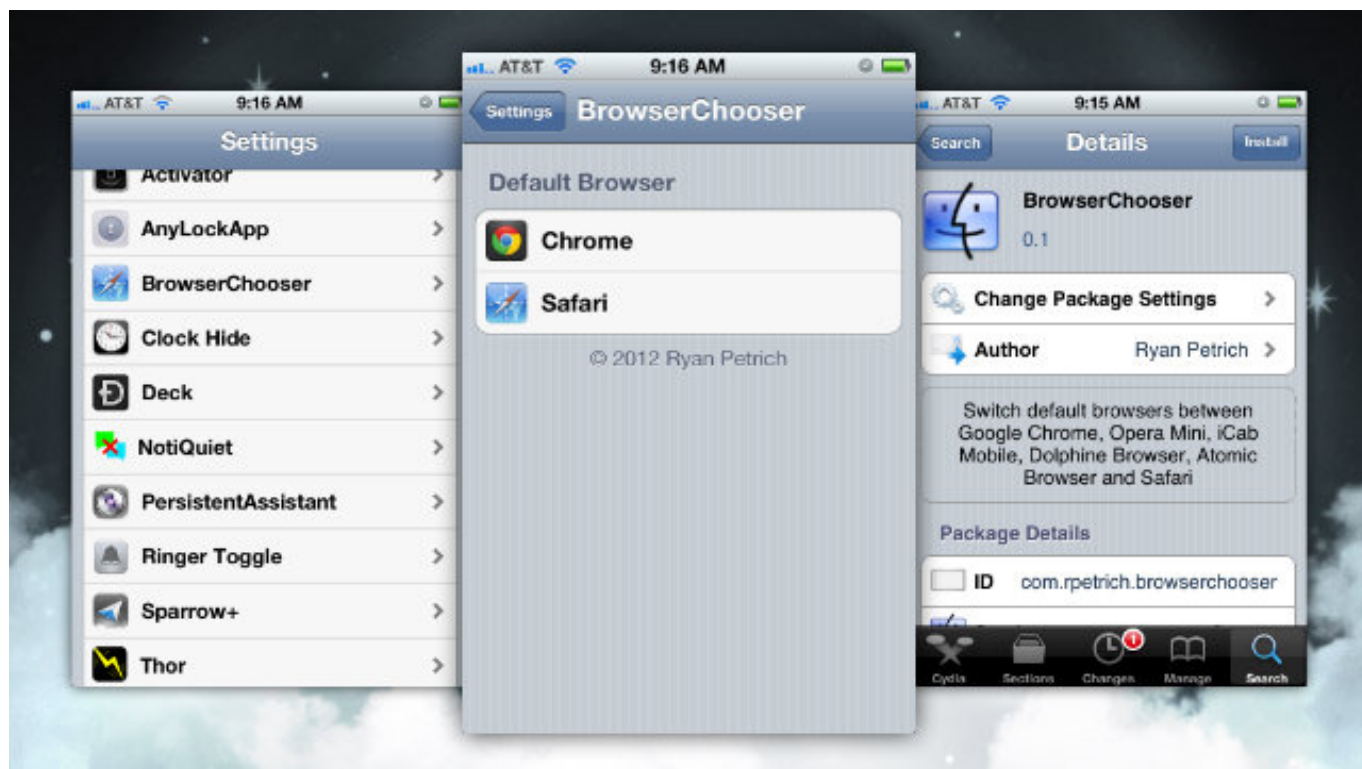 AT&T 9:16 AM
Settings
Activator
AnyLockApp
BrowserChooser
Clock Hide
Deck
NotiQuiet
PersistentAssistant
Ringer Toggle
Sparrow+
Thor
AT&T 9:16 AM
Settings BrowserChooser
Default Browser
Chrome
Safari
© 2012 Ryan Petrich
AT&T 9:15 AM
Search Details Install
BrowserChooser
0.1
Change Package Settings
Author Ryan Petrich
Switch default browsers between
Google Chrome, Opera Mini, iCab
Mobile, Dolphine Browser, Atomic
Browser and Safari
Package Details
ID com.rpetrich.browserchooser
1
Cydia Sections Changes Manage Search